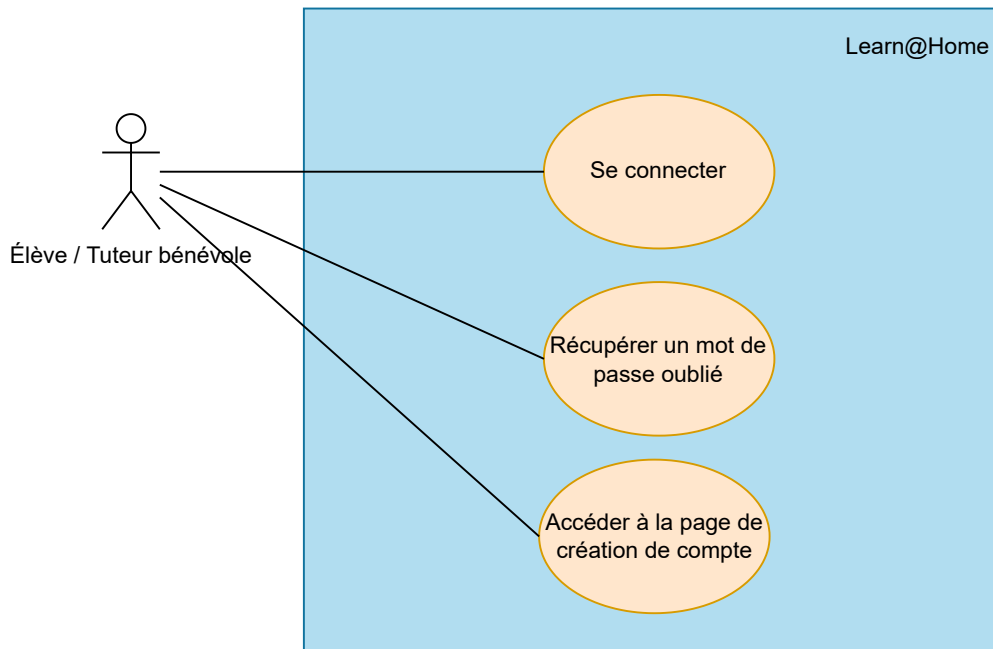 Learn@Home
Se connecter
Élève / Tuteur bénévole
Récupérer un mot de
passe oublié
Accéder à la page de
création de compte